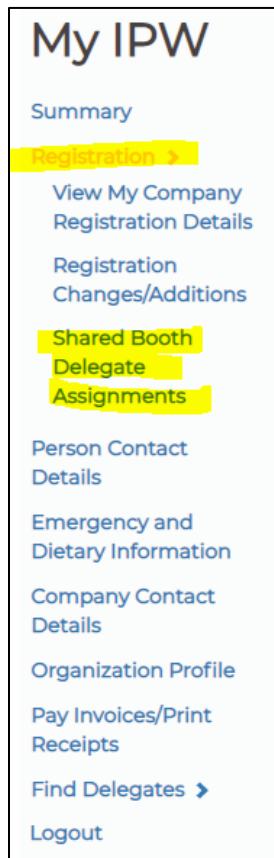 My IPW
Summary
Registration >
View My Company
Registration Details
Registration
Changes/Additions
Shared Booth
Delegate
Assignments
Person Contact
Details
Emergency and
Dietary Information
Company Contact
Details
Organization Profile
Pay Invoices/Print
Receipts
Find Delegates >
Logout